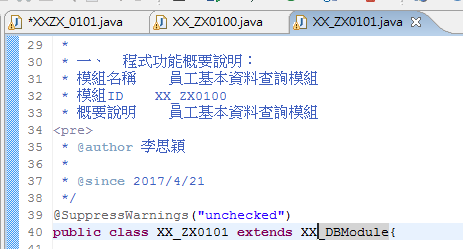 *XXZX_0101.java XX_ZX0100.java XX_ZX0101.java
29 *
30 * 一、 程式功能概要說明：
31 * 模組名稱 員工基本資料查詢模組
32 * 模組ID XX_ZX0100
33 * 概要說明 員工基本資料查詢模組
34 <pre>
35 * @author 李思穎
36 *
37 * @since 2017/4/21
38 */
39 @SuppressWarnings("unchecked")
40 public class XX_ZX0101 extends XX_DBModule{